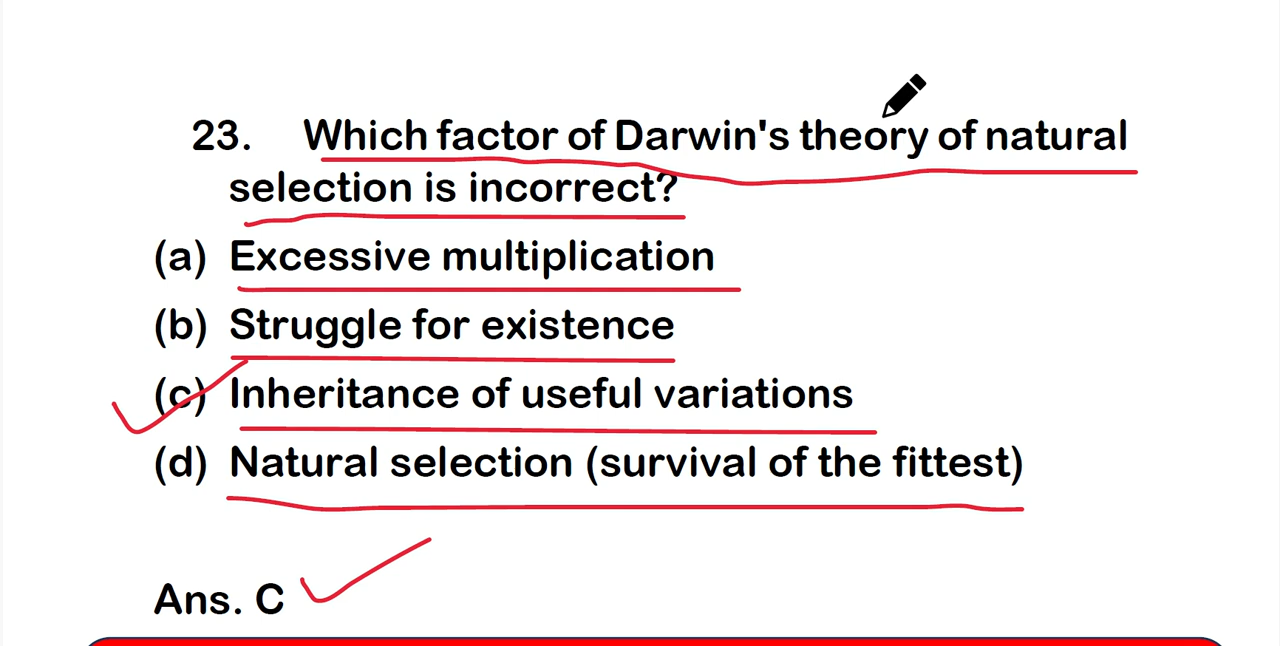 23. Which factor of Darwin's theory of natural
selection is incorrect?
(a) Excessive multiplication
(b) Struggle for existence
(c) Inheritance of useful variations
(d) Natural selection (survival of the fittest)
Ans. C